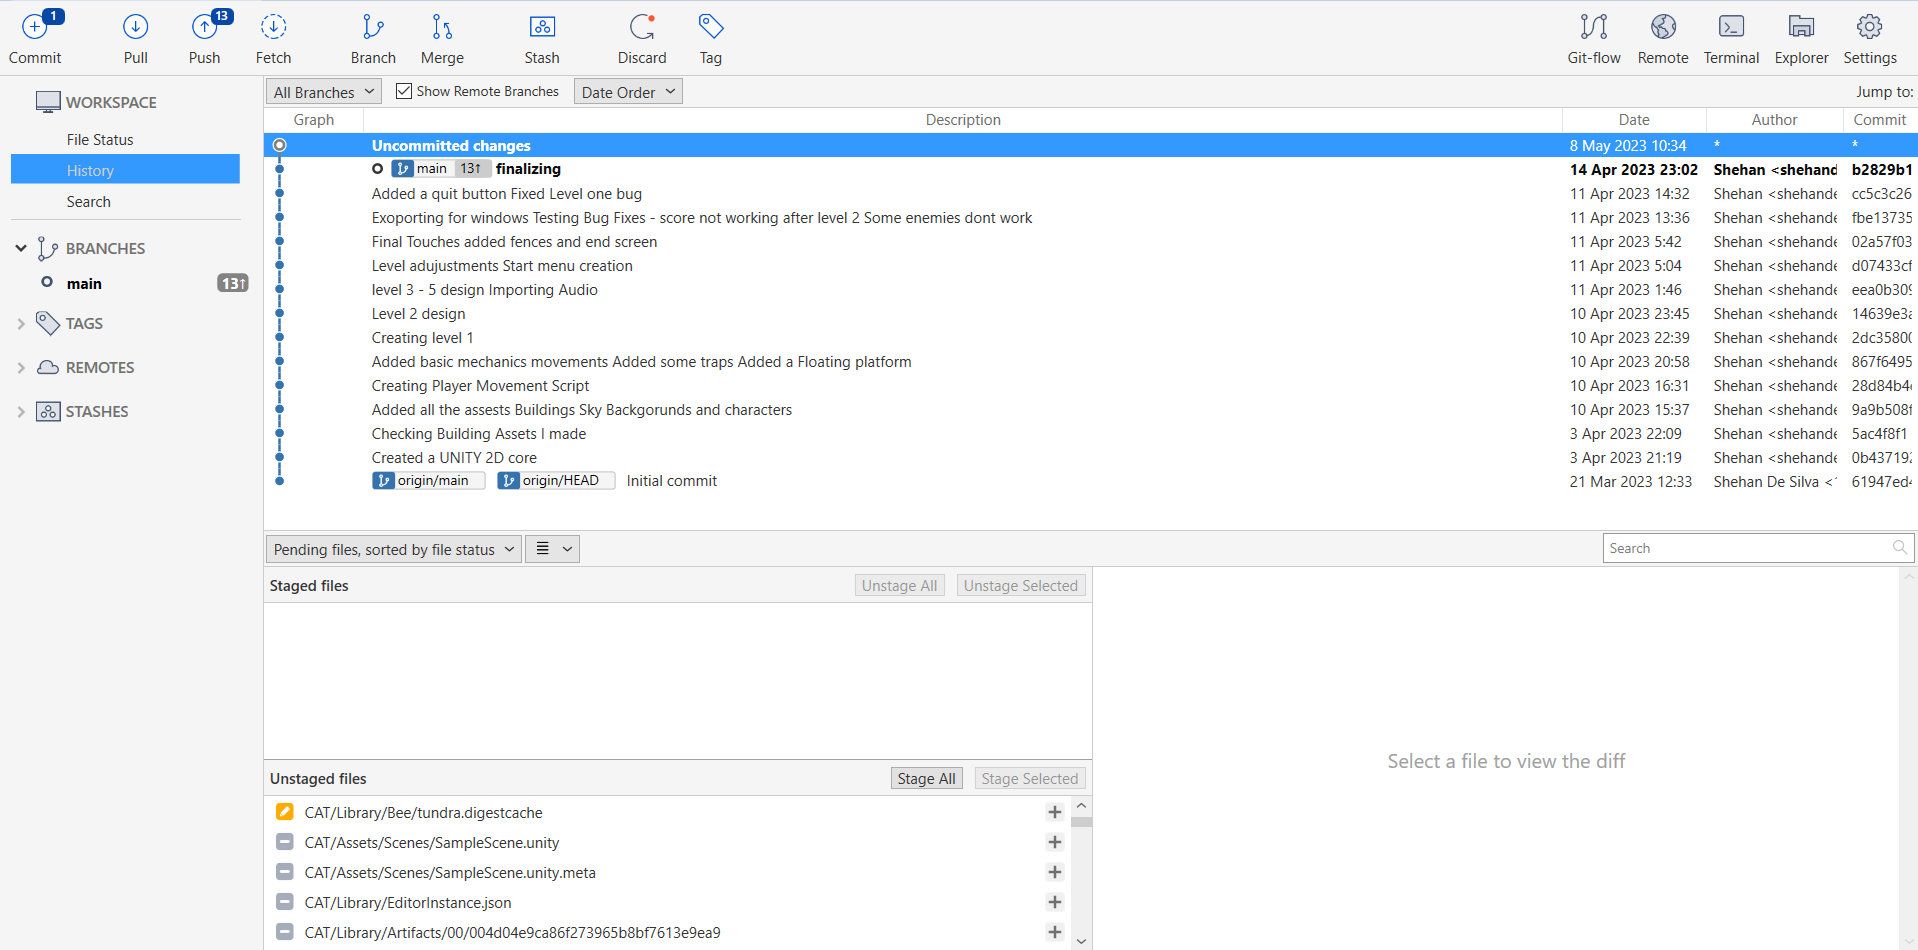 1
13
Commit Pull Push Fetch Branch Merge Stash Discard Tag Git-flow Remote Terminal Explorer Settings
WORKSPACE
File Status
History
Search
BRANCHES
main 13↑
TAGS
REMOTES
STASHES
All Branches Show Remote Branches Date Order Jump to:
Graph Description Date Author Commit
Uncommitted changes 8 May 2023 10:34 * *
main 13↑ finalizing 14 Apr 2023 23:02 Shehan <shehand b2829b1
Added a quit button Fixed Level one bug 11 Apr 2023 14:32 Shehan <shehande cc5c3c26
Exoporting for windows Testing Bug Fixes - score not working after level 2 Some enemies dont work 11 Apr 2023 13:36 Shehan <shehande fbe13735
Final Touches added fences and end screen 11 Apr 2023 5:42 Shehan <shehande 02a57f03
Level adujustments Start menu creation 11 Apr 2023 5:04 Shehan <shehande d07433cf
level 3 - 5 design Importing Audio 11 Apr 2023 1:46 Shehan <shehande eea0b309
Level 2 design 10 Apr 2023 23:45 Shehan <shehande 14639e3a
Creating level 1 10 Apr 2023 22:39 Shehan <shehande 2dc35800
Added basic mechanics movements Added some traps Added a Floating platform 10 Apr 2023 20:58 Shehan <shehande 867f6495
Creating Player Movement Script 10 Apr 2023 16:31 Shehan <shehande 28d84b4c
Added all the assests Buildings Sky Backgorunds and characters 10 Apr 2023 15:37 Shehan <shehande 9a9b508f
Checking Building Assets I made 3 Apr 2023 22:09 Shehan <shehande 5ac4f8f1
Created a UNITY 2D core 3 Apr 2023 21:19 Shehan <shehande 0b437192
origin/main origin/HEAD Initial commit 21 Mar 2023 12:33 Shehan De Silva < 61947ed4
Pending files, sorted by file status Search
Staged files Unstage All Unstage Selected
Select a file to view the diff
Unstaged files Stage All Stage Selected
CAT/Library/Bee/tundra.digestcache
CAT/Assets/Scenes/SampleScene.unity
CAT/Assets/Scenes/SampleScene.unity.meta
CAT/Library/EditorInstance.json
CAT/Library/Artifacts/00/004d04e9ca86f273965b8bf7613e9ea9